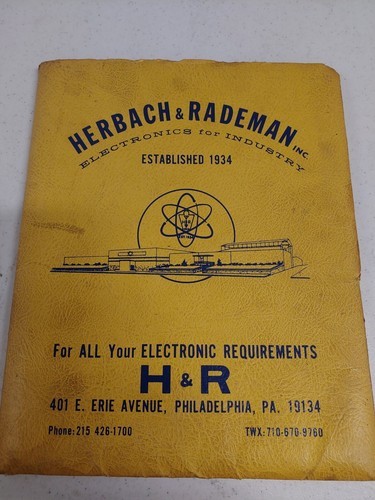 HERBACH & RADEMAN, INC.
ELECTRONICS for INDUSTRY
ESTABLISHED 1934
For ALL Your ELECTRONIC REQUIREMENTS
H & R
401 E. ERIE AVENUE, PHILADELPHIA, PA. 19134
Phone: 215 426-1700 TWX: 710-670-9760